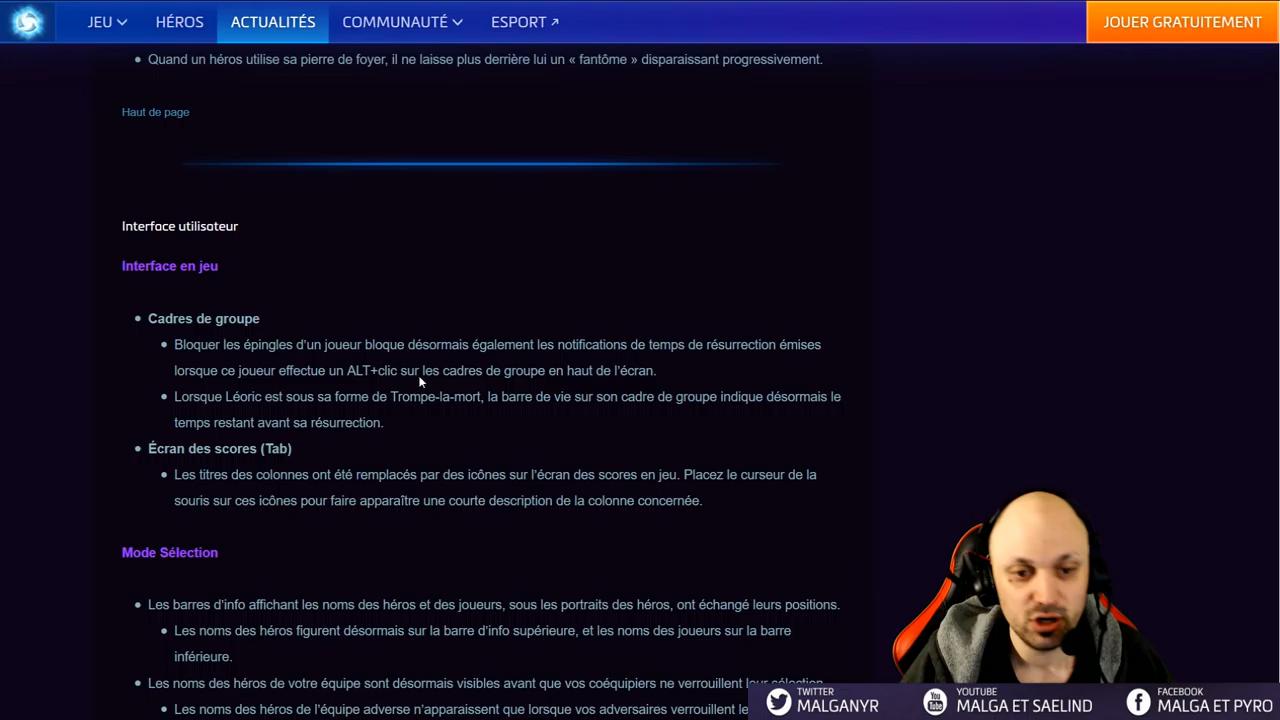 JEU HÉROS ACTUALITÉS COMMUNAUTÉ ESPORT JOUER GRATUITEMENT
Quand un héros utilise sa pierre de foyer, il ne laisse plus derrière lui un « fantôme » disparaissant progressivement.
Haut de page
Interface utilisateur
Interface en jeu
Cadres de groupe
Bloquer les épingles d'un joueur bloque désormais également les notifications de temps de résurrection émises
lorsque ce joueur effectue un ALT+clic sur les cadres de groupe en haut de l'écran.
Lorsque Léoric est sous sa forme de Trompe-la-mort, la barre de vie sur son cadre de groupe indique désormais le
temps restant avant sa résurrection.
Écran des scores (Tab)
Les titres des colonnes ont été remplacés par des icônes sur l'écran des scores en jeu. Placez le curseur de la
souris sur ces icônes pour faire apparaître une courte description de la colonne concernée.
Mode Sélection
Les barres d'info affichant les noms des héros et des joueurs, sous les portraits des héros, ont échangé leurs positions.
Les noms des héros figurent désormais sur la barre d'info supérieure, et les noms des joueurs sur la barre
inférieure.
Les noms des héros de votre équipe sont désormais visibles avant que vos coéquipiers ne verrouillent leur sélection.
Les noms des héros de l'équipe adverse n'apparaissent que lorsque vos adversaires verrouillent le
TWITTER
MALGANYR
YOUTUBE
MALGA ET SAELIND
FACEBOOK
MALGA ET PYRO